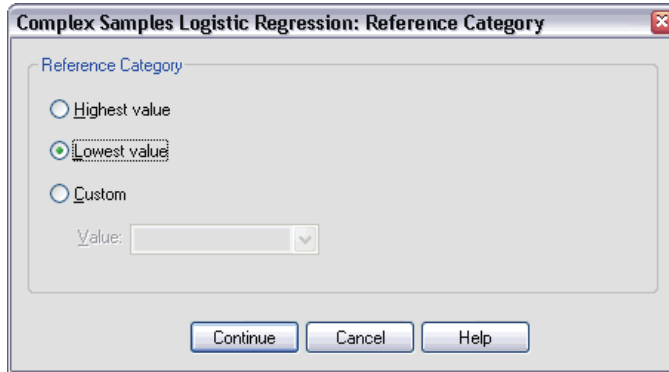 Complex Samples Logistic Regression: Reference Category
Reference Category
Highest value
Lowest value
Custom
Value:
Continue Cancel Help